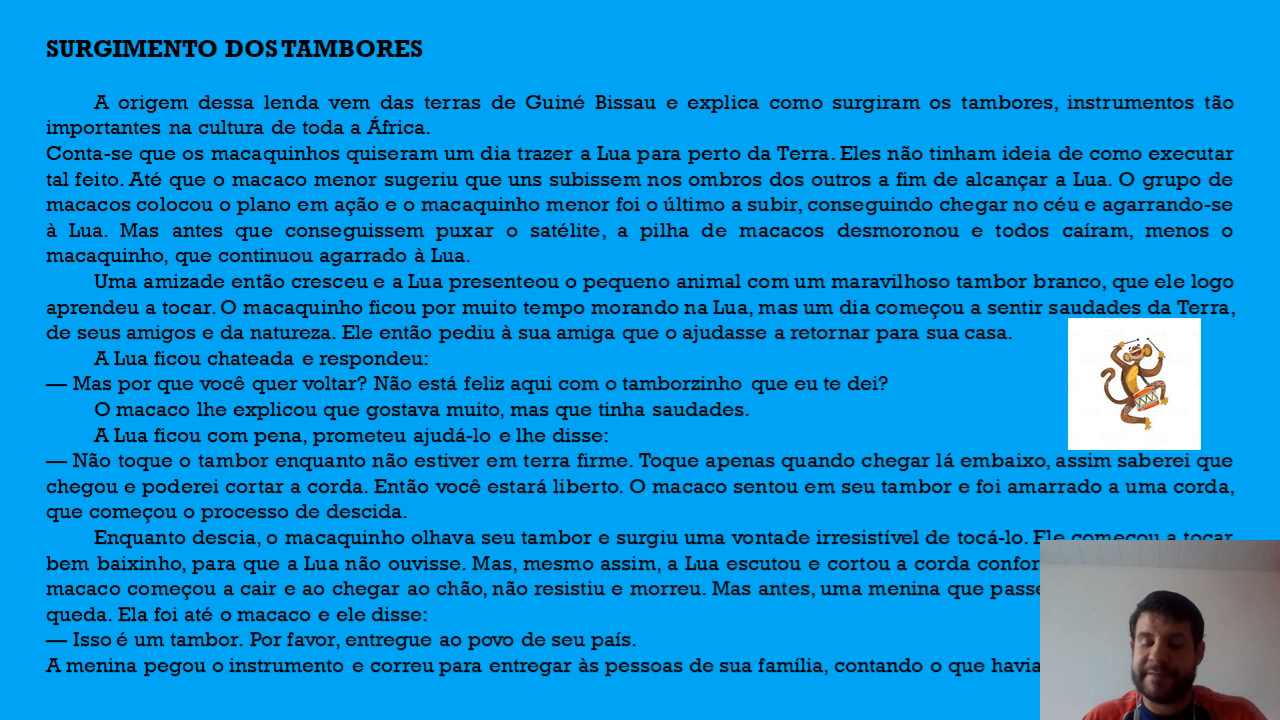 SURGIMENTO DOS TAMBORES
A origem dessa lenda vem das terras de Guiné Bissau e explica como surgiram os tambores, instrumentos tão
importantes na cultura de toda a África.
Conta-se que os macaquinhos quiseram um dia trazer a Lua para perto da Terra. Eles não tinham ideia de como executar
tal feito. Até que o macaco menor sugeriu que uns subissem nos ombros dos outros a fim de alcançar a Lua. O grupo de
macacos colocou o plano em ação e o macaquinho menor foi o último a subir, conseguindo chegar no céu e agarrando-se
à Lua. Mas antes que conseguissem puxar o satélite, a pilha de macacos desmoronou e todos caíram, menos o
macaquinho, que continuou agarrado à Lua.
Uma amizade então cresceu e a Lua presenteou o pequeno animal com um maravilhoso tambor branco, que ele logo
aprendeu a tocar. O macaquinho ficou por muito tempo morando na Lua, mas um dia começou a sentir saudades da Terra,
de seus amigos e da natureza. Ele então pediu à sua amiga que o ajudasse a retornar para sua casa.
A Lua ficou chateada e respondeu:
— Mas por que você quer voltar? Não está feliz aqui com o tamborzinho que eu te dei?
O macaco lhe explicou que gostava muito, mas que tinha saudades.
A Lua ficou com pena, prometeu ajudá-lo e lhe disse:
— Não toque o tambor enquanto não estiver em terra firme. Toque apenas quando chegar lá embaixo, assim saberei que
chegou e poderei cortar a corda. Então você estará liberto. O macaco sentou em seu tambor e foi amarrado a uma corda,
que começou o processo de descida.
Enquanto descia, o macaquinho olhava seu tambor e surgiu uma vontade irresistível de tocá-lo. Ele começou a tocar
bem baixinho, para que a Lua não ouvisse. Mas, mesmo assim, a Lua escutou e cortou a corda
macaco começou a cair e ao chegar ao chão, não resistiu e morreu. Mas antes, uma menina que
queda. Ela foi até o macaco e ele disse:
— Isso é um tambor. Por favor, entregue ao povo de seu país.
A menina pegou o instrumento e correu para entregar às pessoas de sua família, contando o que